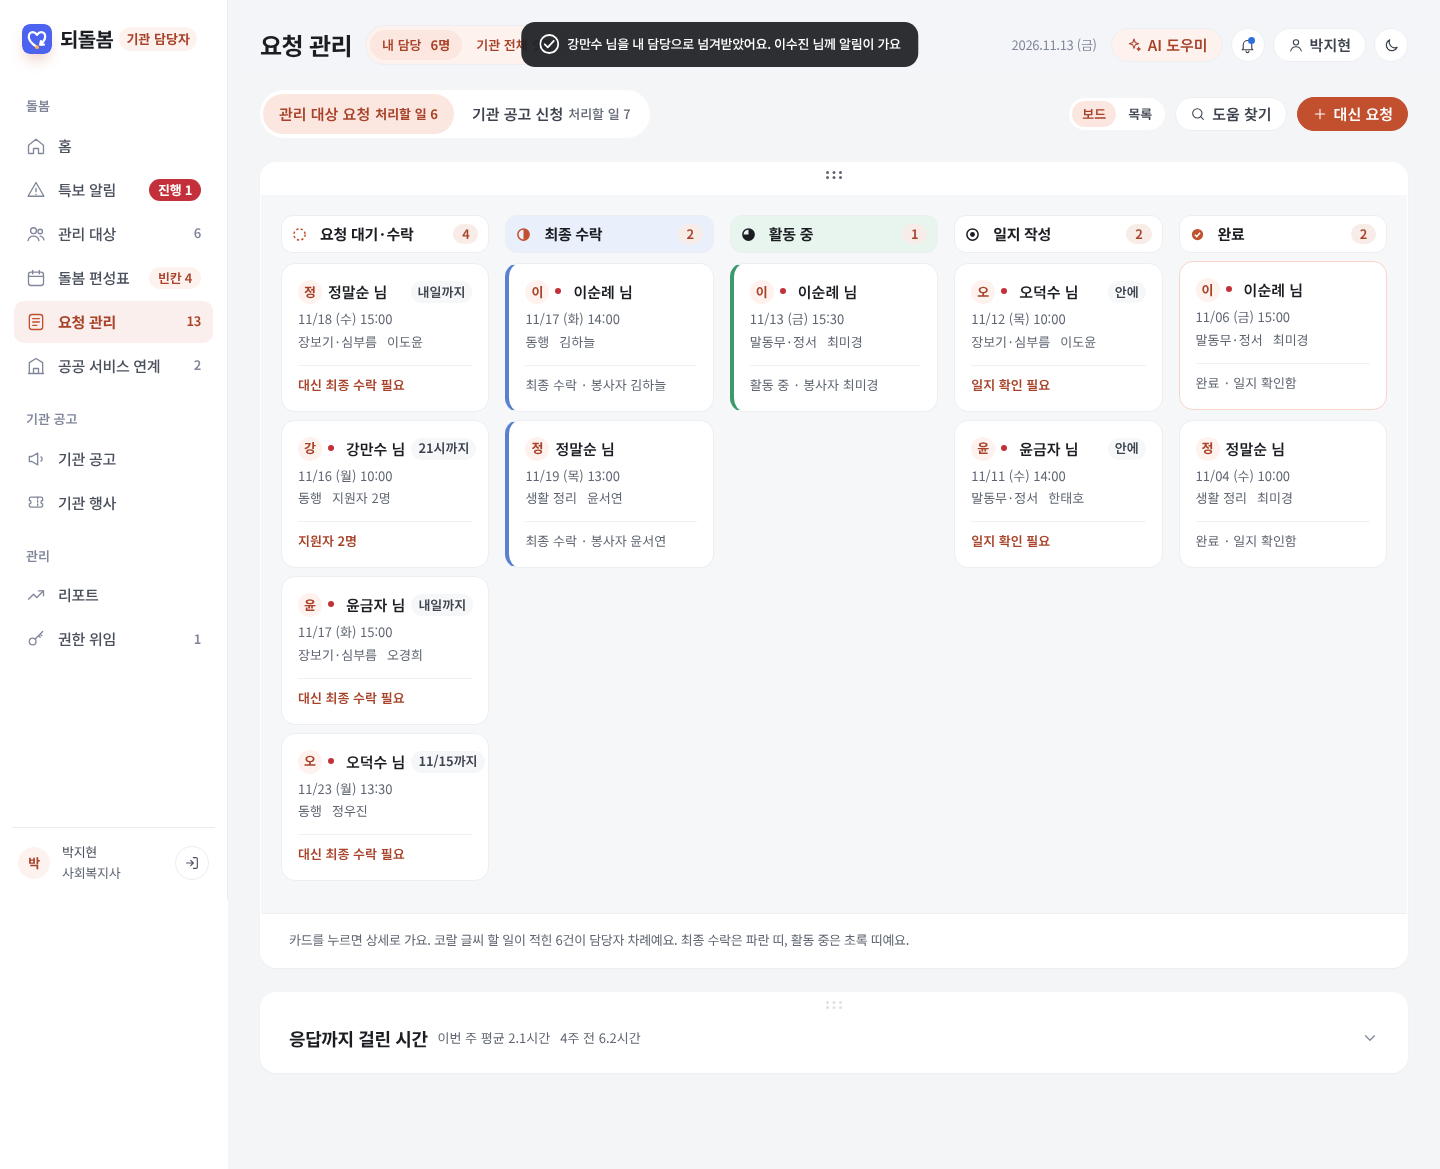 되돌봄 기관 담당자
돌봄
홈
특보 알림 진행 1
관리 대상 6
돌봄 편성표 빈칸 4
요청 관리 13
공공 서비스 연계 2
기관 공고
기관 공고
기관 행사
관리
리포트
권한 위임 1
박 박지현
사회복지사
요청 관리 내 담당 6명 기관 전체
강만수 님을 내 담당으로 넘겨받았어요. 이수진 님께 알림이 가요
2026.11.13 (금) AI 도우미 박지현
관리 대상 요청 처리할 일 6 기관 공고 신청 처리할 일 7
보드 목록 도움 찾기 대신 요청
요청 대기·수락 4
정 정말순 님 내일까지
11/18 (수) 15:00
장보기·심부름 이도윤
대신 최종 수락 필요
강 강만수 님 21시까지
11/16 (월) 10:00
동행 지원자 2명
지원자 2명
윤 윤금자 님 내일까지
11/17 (화) 15:00
장보기·심부름 오경희
대신 최종 수락 필요
오 오덕수 님 11/15까지
11/23 (월) 13:30
동행 정우진
대신 최종 수락 필요
최종 수락 2
이 이순례 님
11/17 (화) 14:00
동행 김하늘
최종 수락 · 봉사자 김하늘
정 정말순 님
11/19 (목) 13:00
생활 정리 윤서연
최종 수락 · 봉사자 윤서연
활동 중 1
이 이순례 님
11/13 (금) 15:30
말동무·정서 최미경
활동 중 · 봉사자 최미경
일지 작성 2
오 오덕수 님 안에
11/12 (목) 10:00
장보기·심부름 이도윤
일지 확인 필요
윤 윤금자 님 안에
11/11 (수) 14:00
말동무·정서 한태호
일지 확인 필요
완료 2
이 이순례 님
11/06 (금) 15:00
말동무·정서 최미경
완료 · 일지 확인함
정 정말순 님
11/04 (수) 10:00
생활 정리 최미경
완료 · 일지 확인함
카드를 누르면 상세로 가요. 코랄 글씨 할 일이 적힌 6건이 담당자 차례예요. 최종 수락은 파란 띠, 활동 중은 초록 띠예요.
응답까지 걸린 시간 이번 주 평균 2.1시간 4주 전 6.2시간